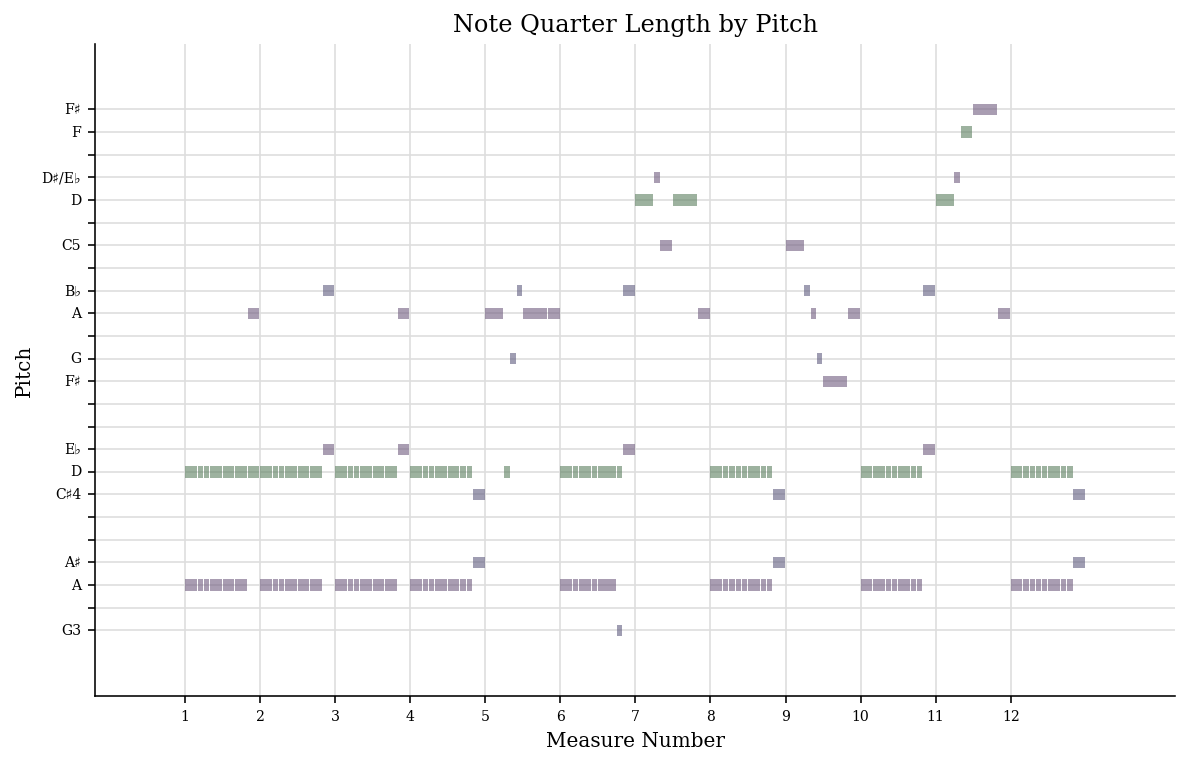 Note Quarter Length by Pitch
F♯
F
D♯/E♭
D
C5
B♭
A
G
F♯
E♭
D
C♯4
A♯
A
G3
Pitch
1 2 3 4 5 6 7 8 9 10 11 12
Measure Number